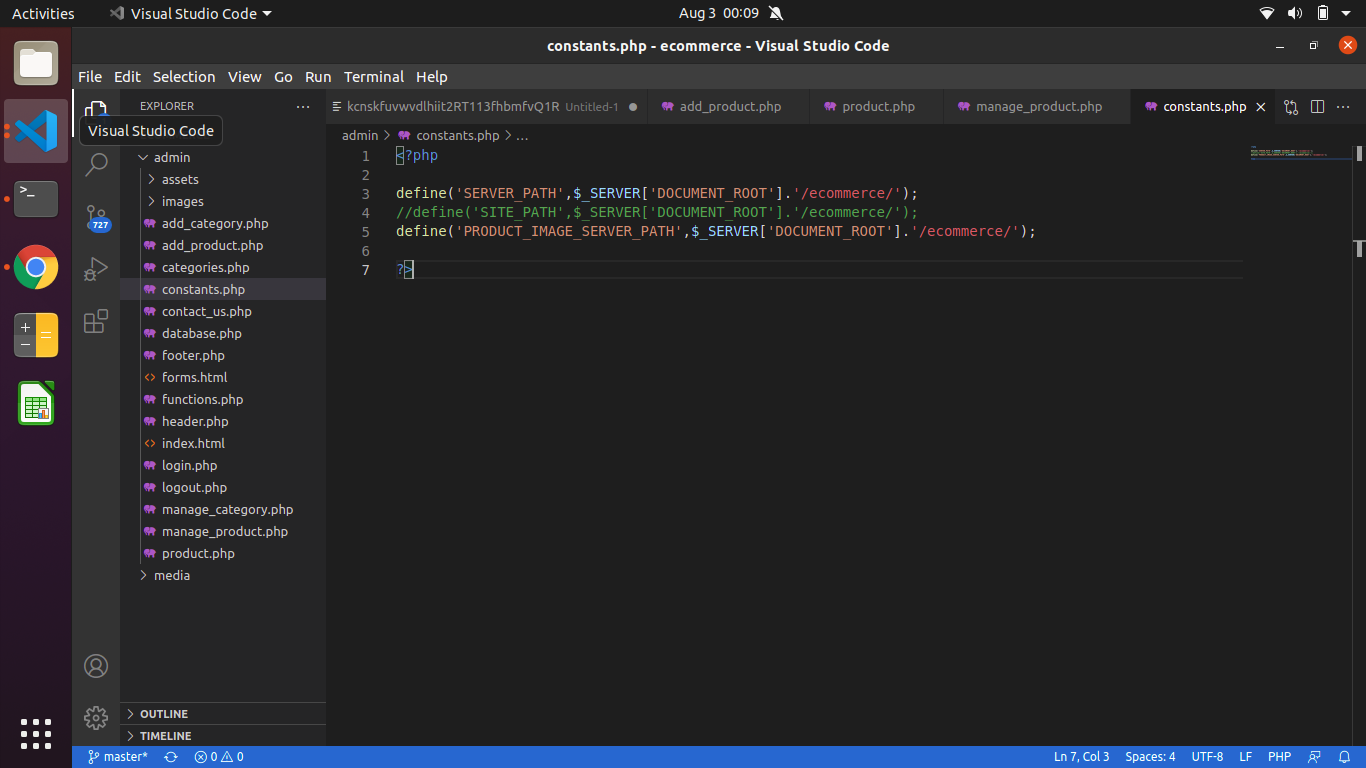 Activities Visual Studio Code Aug 3 00:09
constants.php - ecommerce - Visual Studio Code
File Edit Selection View Go Run Terminal Help
EXPLORER
Visual Studio Code
727
admin
assets
images
add_category.php
add_product.php
categories.php
constants.php
contact_us.php
database.php
footer.php
forms.html
functions.php
header.php
index.html
login.php
logout.php
manage_category.php
manage_product.php
product.php
media
OUTLINE
TIMELINE
kcnskfuvwvdlhiit2RT113fhbmfvQ1R Untitled-1 add_product.php product.php manage_product.php constants.php
admin > constants.php > ...
1 <?php
2
3 define('SERVER_PATH',$_SERVER['DOCUMENT_ROOT'].'/ecommerce/');
4 //define('SITE_PATH',$_SERVER['DOCUMENT_ROOT'].'/ecommerce/');
5 define('PRODUCT_IMAGE_SERVER_PATH',$_SERVER['DOCUMENT_ROOT'].'/ecommerce/');
6
7 ?>
master* 0 0 Ln 7, Col 3 Spaces: 4 UTF-8 LF PHP